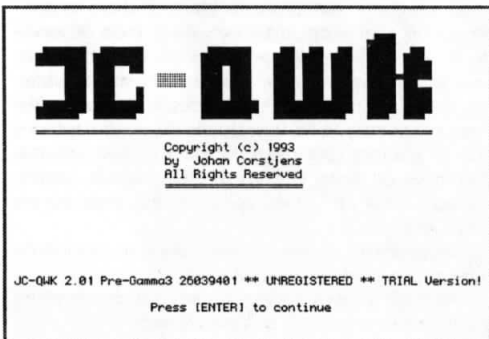 JC-QWK
Copyright (c) 1993
by Johan Corstjens
All Rights Reserved
JC-QWK 2.01 Pre-Gamma3 26039401 ** UNREGISTERED ** TRIAL Version!
Press [ENTER] to continue